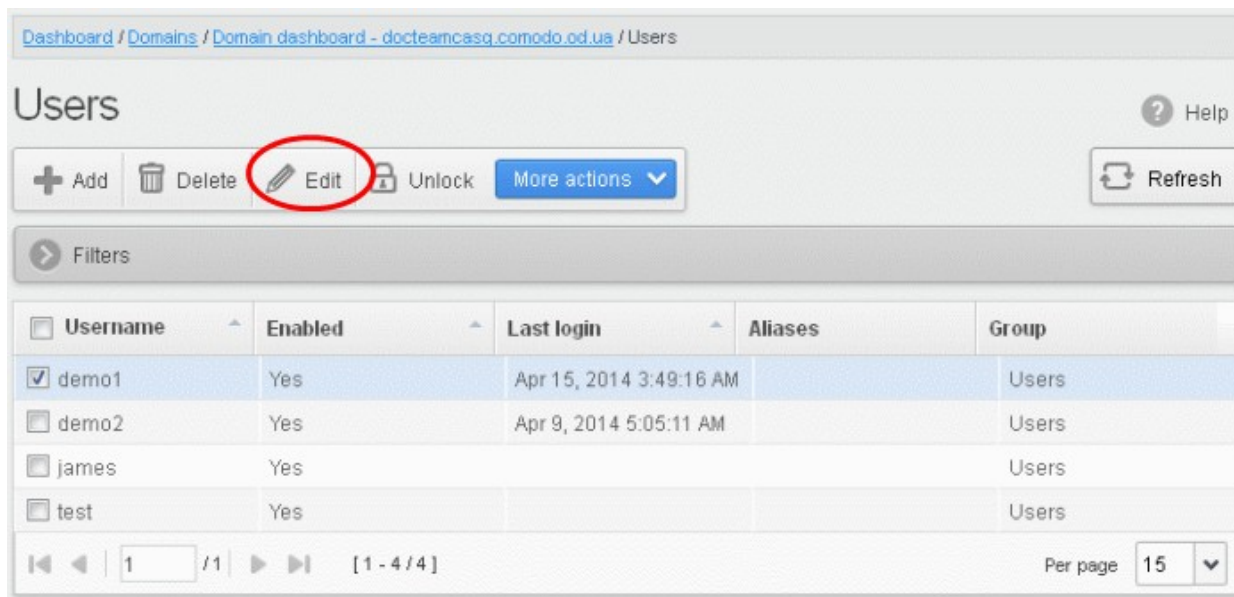 Dashboard / Domains / Domain dashboard - docteamcasg.comodo.od.ua / Users
Users
Help
Add Delete Edit Unlock More actions
Refresh
Filters
Username Enabled Last login Aliases Group
demo1 Yes Apr 15, 2014 3:49:16 AM Users
demo2 Yes Apr 9, 2014 5:05:11 AM Users
james Yes Users
test Yes Users
1 / 1 [ 1 - 4 / 4 ] Per page 15